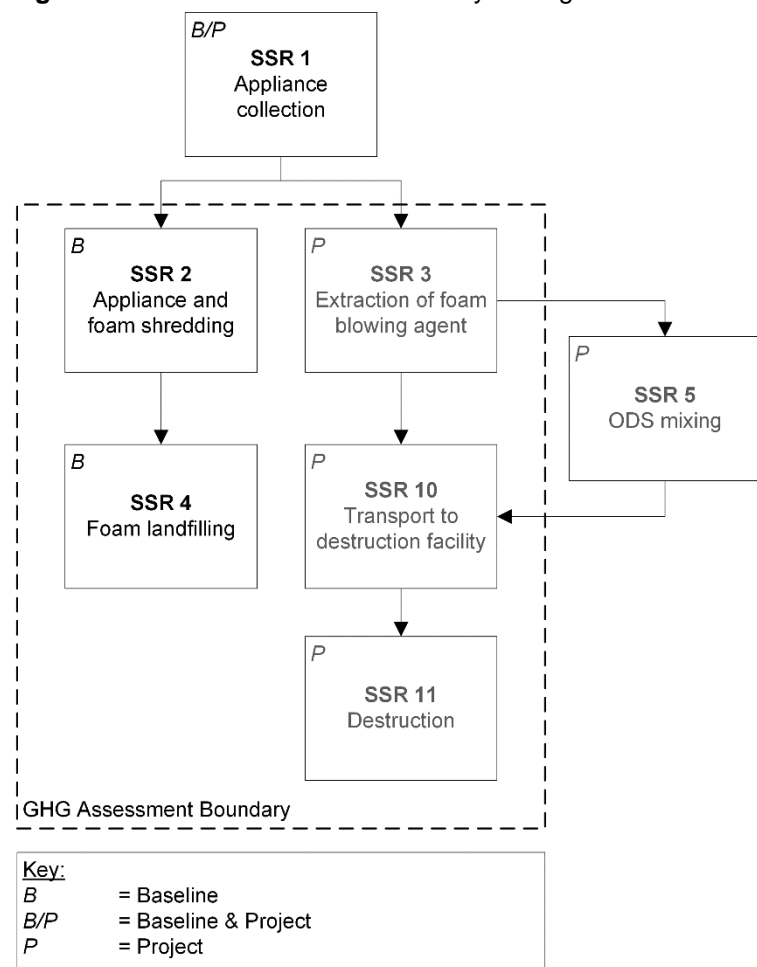 B/P
SSR 1
Appliance
collection
B
SSR 2
Appliance and
foam shredding
P
SSR 3
Extraction of foam
blowing agent
P
SSR 5
ODS mixing
B
SSR 4
Foam landfilling
P
SSR 10
Transport to
destruction facility
P
SSR 11
Destruction
GHG Assessment Boundary
Key:
B = Baseline
B/P = Baseline & Project
P = Project